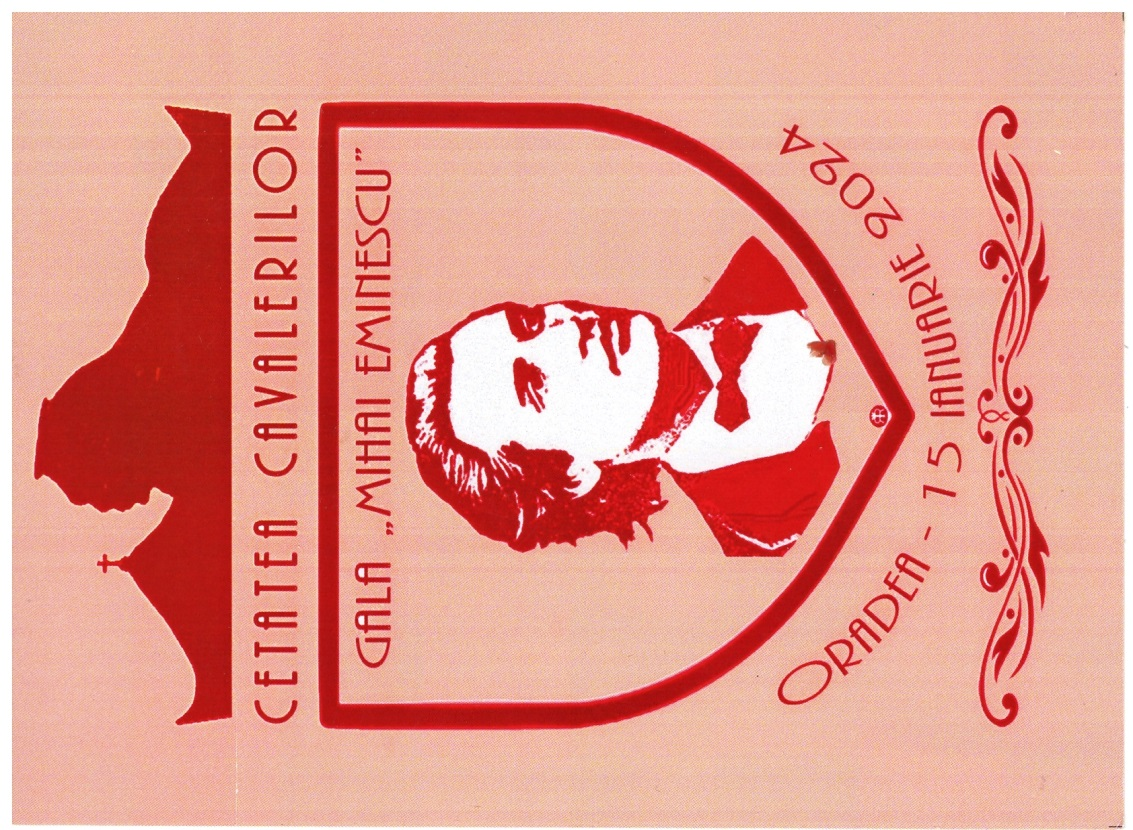 CETATEA CAVALERILOR
GALA „MIHAI EMINESCU”
ORADEA - 15 IANUARIE 2024